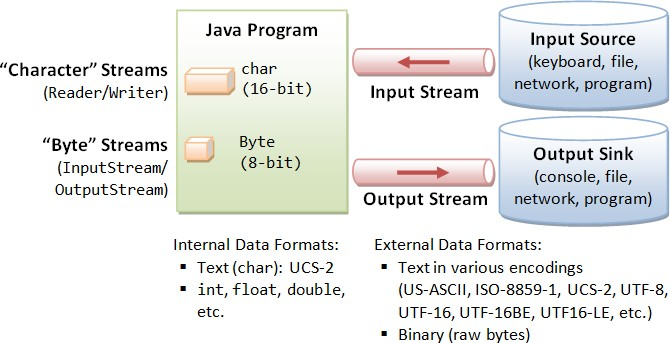 Java Program
“Character” Streams
(Reader/Writer)
char
(16-bit)
“Byte” Streams
(InputStream/
OutputStream)
Byte
(8-bit)
Input Stream
Input Source
(keyboard, file,
network, program)
Output Stream
Output Sink
(console, file,
network, program)
Internal Data Formats:
▪ Text (char): UCS-2
▪ int, float, double,
etc.
External Data Formats:
▪ Text in various encodings
(US-ASCII, ISO-8859-1, UCS-2, UTF-8,
UTF-16, UTF-16BE, UTF16-LE, etc.)
▪ Binary (raw bytes)